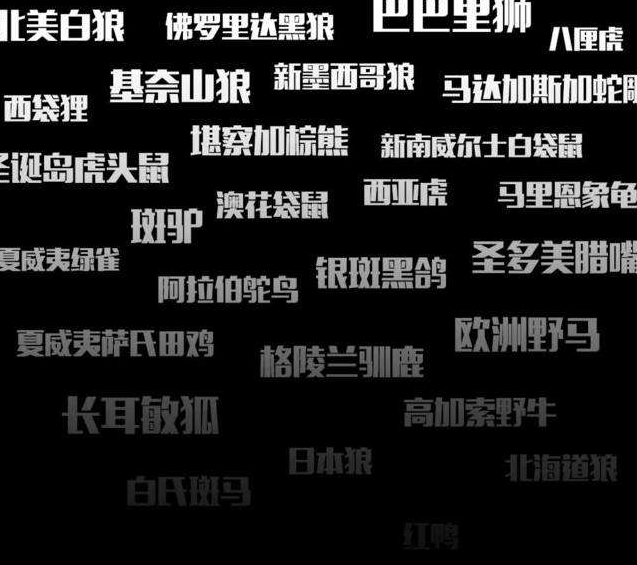 北美白狼
佛罗里达黑狼
巴巴里狮
八厘虎
新墨西哥狼
基奈山狼
马达加斯加蛇雕
西袋狸
堪察加棕熊
新南威尔士白袋鼠
圣诞岛虎头鼠
西亚虎
马里恩象龟
澳花袋鼠
斑驴
夏威夷绿雀
圣多美腊嘴
银斑黑鸽
阿拉伯鸵鸟
夏威夷萨氏田鸡
欧洲野马
格陵兰驯鹿
长耳敏狐
高加索野牛
日本狼
北海道狼
白氏斑马
红鸭